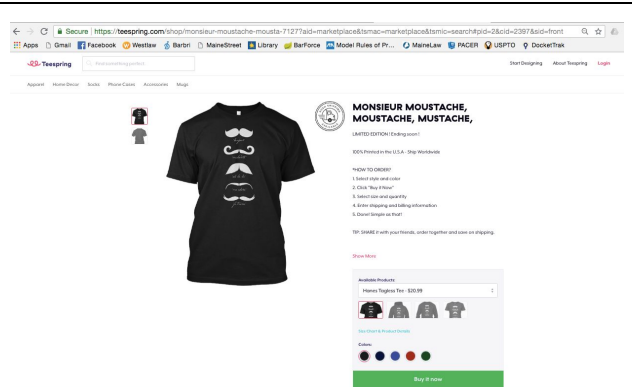 Secure https://teespring.com/shop/monsieur-moustache-mousta-7127?aid=marketplace&tsmac=marketplace&tsmic=search#pid=2&cid=2397&sid=front
Apps Gmail Facebook Westlaw Barbri MaineStreet Library BarForce Model Rules of Pr... MaineLaw PACER USPTO DocketTrak
Teespring
Start Designing About Teespring Login
Apparel Home Decor Socks Phone Cases Accessories Mugs
MONSIEUR MOUSTACHE,
MOUSTACHE, MUSTACHE,
LIMITED EDITION | Ending soon !
100% Printed in the U.S.A - Ship Worldwide
*HOW TO ORDER?
1. Select style and color
2. Click "Buy it Now"
3. Select size and quantity
4. Enter shipping and billing information
5. Done! Simple as that!
TIP: SHARE it with your friends, order together and save on shipping.
Show More
Available Products:
Hanes Tagless Tee - $20.99
Size Chart & Product Details
Colors:
Buy it now